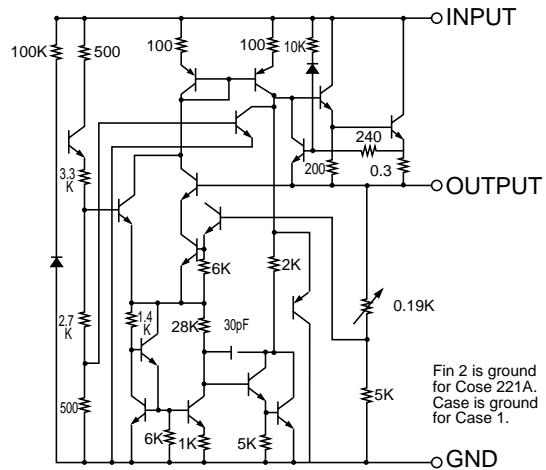 INPUT
100K
500
100
100
10K
240
200
0.3
OUTPUT
3.3
K
6K
2K
0.19K
2.7
K
1.4
K
28K
30pF
Fin 2 is ground
for Cose 221A.
Case is ground
for Case 1.
500
6K
1K
5K
5K
GND